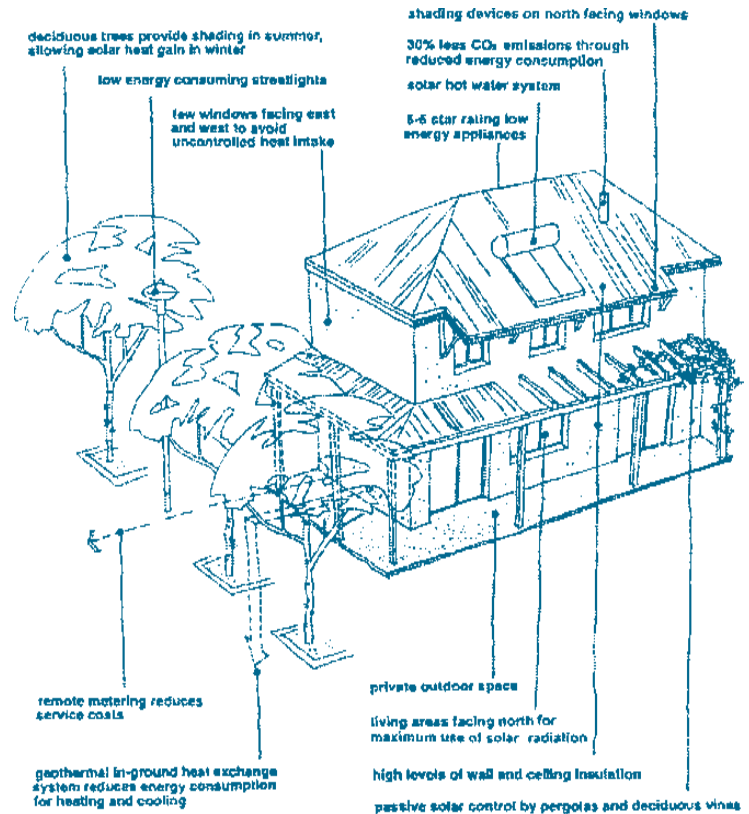 deciduous trees provide shading in summer,
allowing solar heat gain in winter
low energy consuming streetlights
few windows facing east
and west to avoid
uncontrolled heat intake
shading devices on north facing windows
30% less CO₂ emissions through
reduced energy consumption
solar hot water system
5-6 star rating low
energy appliances
remote metering reduces
service costs
geothermal in-ground heat exchange
system reduces energy consumption
for heating and cooling
private outdoor space
living areas facing north for
maximum use of solar radiation
high levels of wall and ceiling insulation
passive solar control by pergolas and deciduous vines